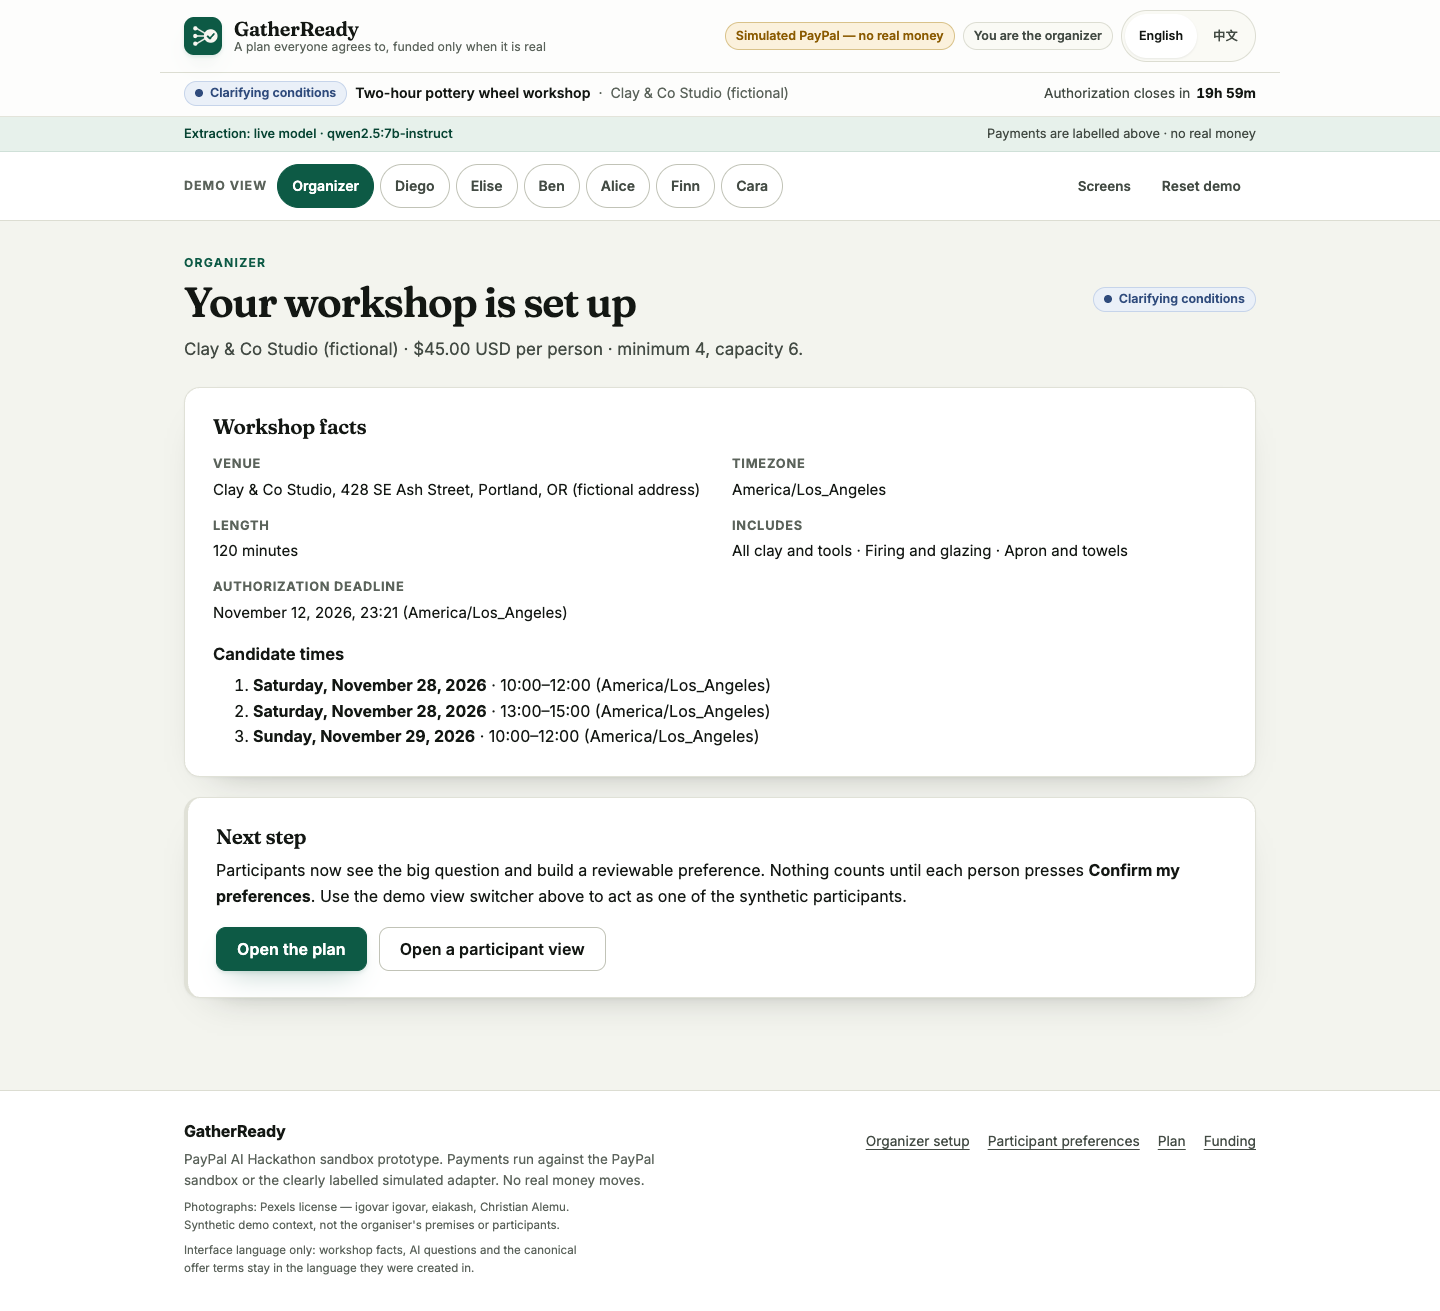 GatherReady
A plan everyone agrees to, funded only when it is real
Simulated PayPal — no real money
You are the organizer
English
中文
Clarifying conditions
Two-hour pottery wheel workshop · Clay & Co Studio (fictional)
Authorization closes in 19h 59m
Extraction: live model · qwen2.5:7b-instruct
Payments are labelled above · no real money
DEMO VIEW
Organizer
Diego
Elise
Ben
Alice
Finn
Cara
Screens
Reset demo
ORGANIZER
Your workshop is set up
Clarifying conditions
Clay & Co Studio (fictional) · $45.00 USD per person · minimum 4, capacity 6.
Workshop facts
VENUE
Clay & Co Studio, 428 SE Ash Street, Portland, OR (fictional address)
TIMEZONE
America/Los_Angeles
LENGTH
120 minutes
INCLUDES
All clay and tools · Firing and glazing · Apron and towels
AUTHORIZATION DEADLINE
November 12, 2026, 23:21 (America/Los_Angeles)
Candidate times
1. Saturday, November 28, 2026 · 10:00–12:00 (America/Los_Angeles)
2. Saturday, November 28, 2026 · 13:00–15:00 (America/Los_Angeles)
3. Sunday, November 29, 2026 · 10:00–12:00 (America/Los_Angeles)
Next step
Participants now see the big question and build a reviewable preference. Nothing counts until each person presses Confirm my
preferences. Use the demo view switcher above to act as one of the synthetic participants.
Open the plan
Open a participant view
GatherReady
PayPal AI Hackathon sandbox prototype. Payments run against the PayPal
sandbox or the clearly labelled simulated adapter. No real money moves.
Photographs: Pexels license — igovar igovar, eiakash, Christian Alemu.
Synthetic demo context, not the organiser's premises or participants.
Interface language only: workshop facts, AI questions and the canonical
offer terms stay in the language they were created in.
Organizer setup
Participant preferences
Plan
Funding